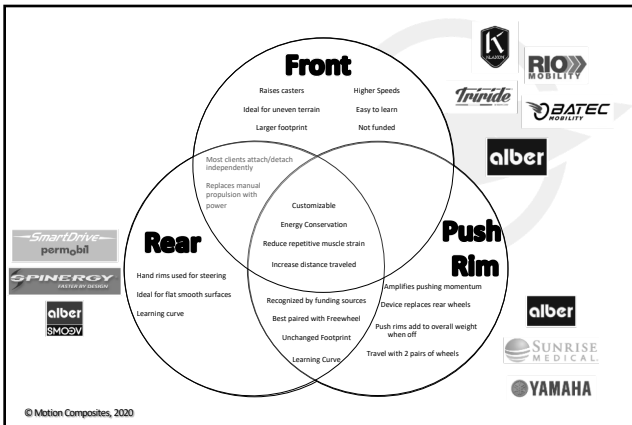 Front
Raises casters
Higher Speeds
Ideal for uneven terrain
Easy to learn
Larger footprint
Not funded
K
KLAXON
RIO
MOBILITY
Triride
BATEC
MOBILITY
alber
Most clients attach/detach
independently
Replaces manual
propulsion with
power
Customizable
Energy Conservation
Reduce repetitive muscle strain
Increase distance traveled
Rear
Hand rims used for steering
Ideal for flat smooth surfaces
Learning curve
SmartDrive
permobil
SPINERGY
FASTER BY DESIGN
alber
SMOOV
Push
Rim
Amplifies pushing momentum
Device replaces rear wheels
Push rims add to overall weight
when off
Travel with 2 pairs of wheels
Recognized by funding sources
Best paired with Freewheel
Unchanged Footprint
Learning Curve
alber
SUNRISE
MEDICAL
YAMAHA
© Motion Composites, 2020